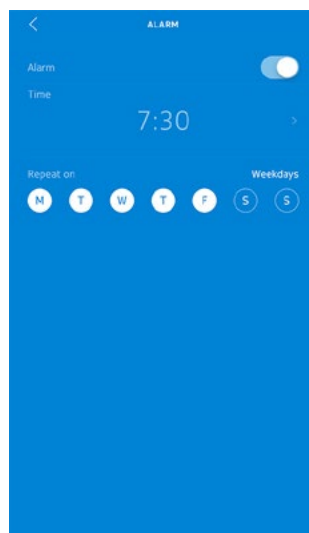 ALARM
Alarm
Time
7:30
Repeat on Weekdays
M T W T F S S